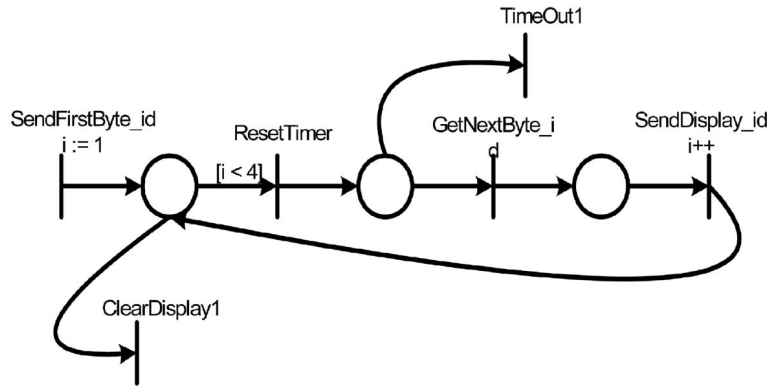 TimeOut1
SendFirstByte_id
i := 1
ResetTimer
[i < 4]
GetNextByte_i
d
SendDisplay_id
i++
ClearDisplay1